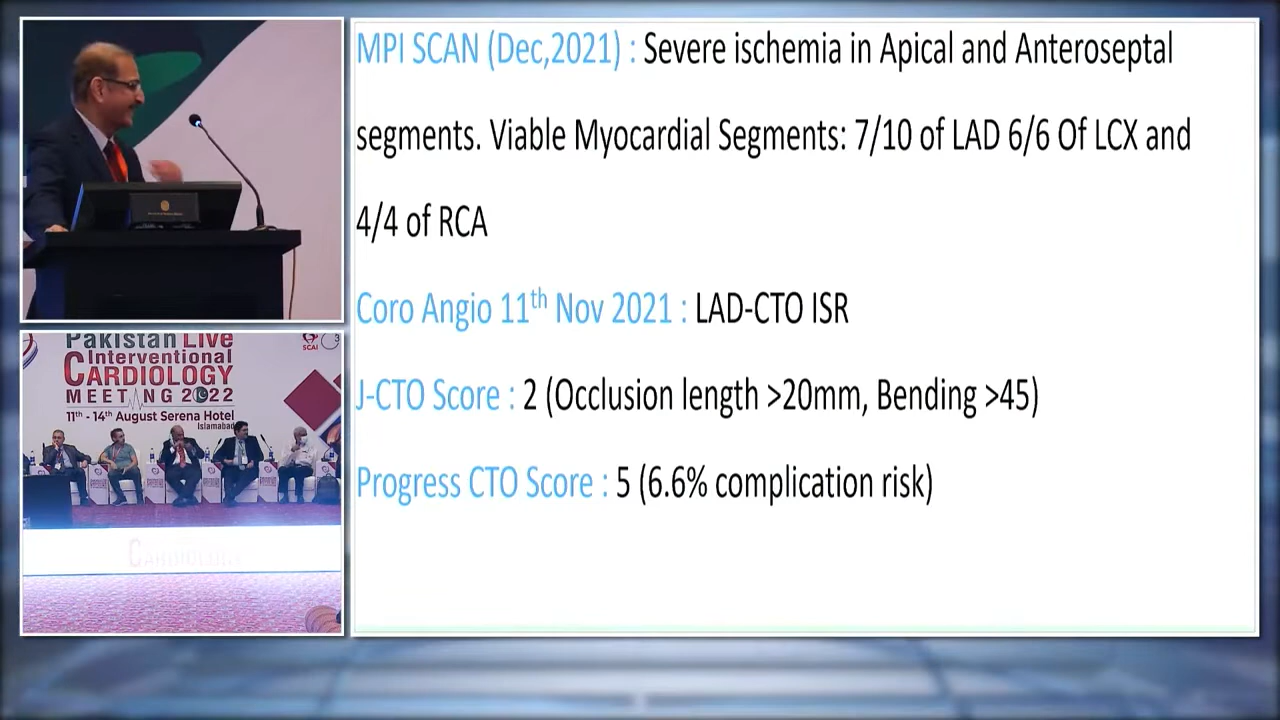 MPI SCAN (Dec,2021) : Severe ischemia in Apical and Anteroseptal
segments. Viable Myocardial Segments: 7/10 of LAD 6/6 Of LCX and
4/4 of RCA
Coro Angio 11th Nov 2021 : LAD-CTO ISR
J-CTO Score : 2 (Occlusion length >20mm, Bending >45)
Progress CTO Score : 5 (6.6% complication risk)
Pakistan Live
Interventional
CARDIOLOGY
MEETING 2022
11th - 14th August Serena Hotel
Islamabad
SCAI
CARDIOLOGY